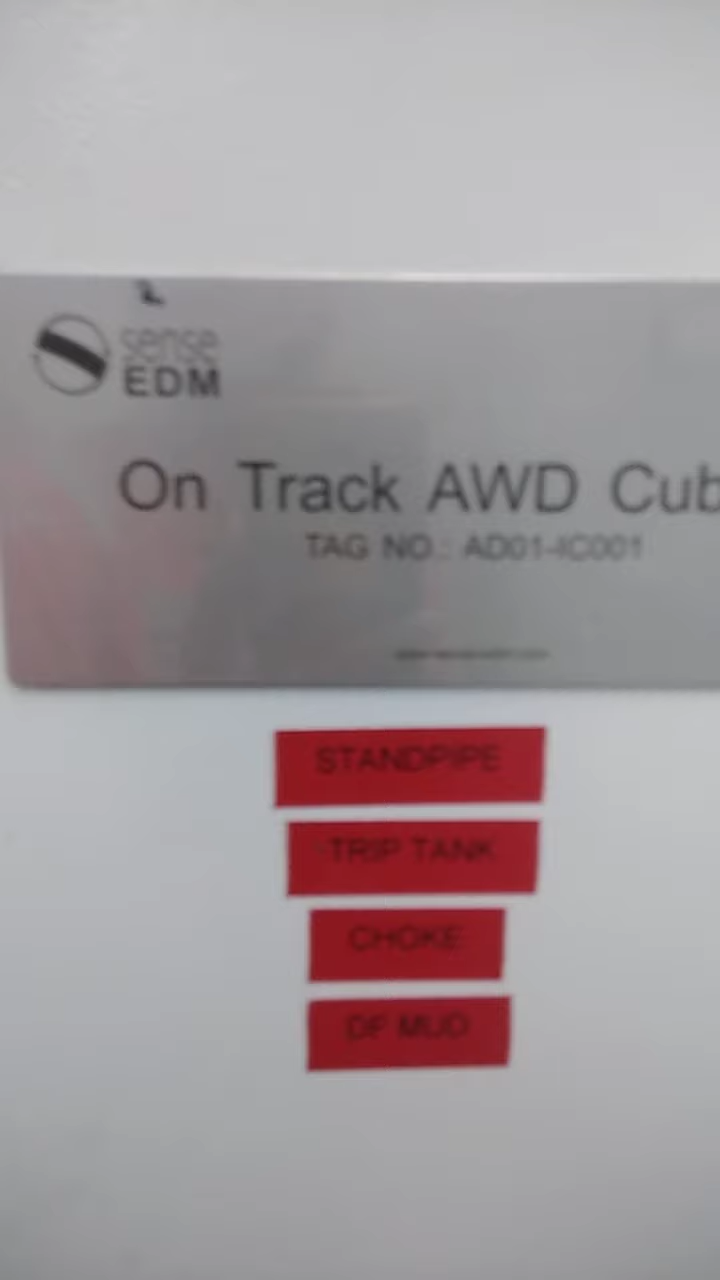 sense
EDM
On Track AWD Cub
TAG NO.: AD01-IC001
STANDPIPE
TRIP TANK
CHOKE
DF MUD